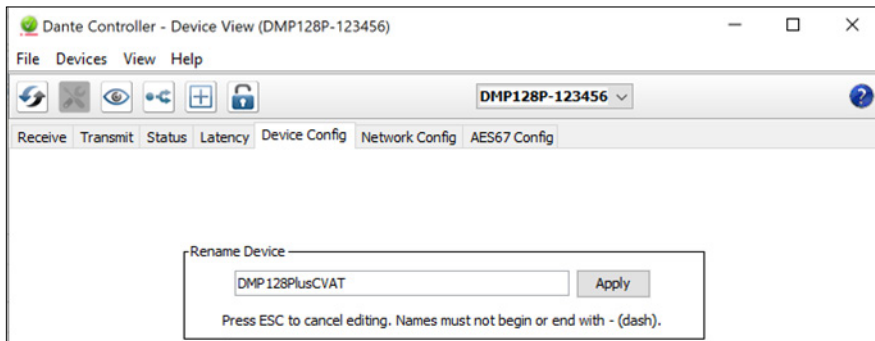 Dante Controller - Device View (DMP128P-123456)
File Devices View Help
DMP128P-123456
?
Receive Transmit Status Latency Device Config Network Config AES67 Config
Rename Device
DMP128PlusCVAT Apply
Press ESC to cancel editing. Names must not begin or end with - (dash).